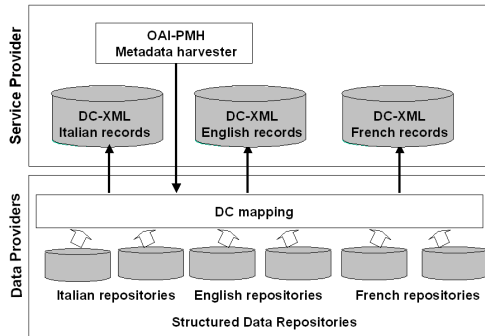 Service Provider
OAI-PMH
Metadata harvester
DC-XML
Italian records
DC-XML
English records
DC-XML
French records
Data Providers
DC mapping
Italian repositories
English repositories
French repositories
Structured Data Repositories